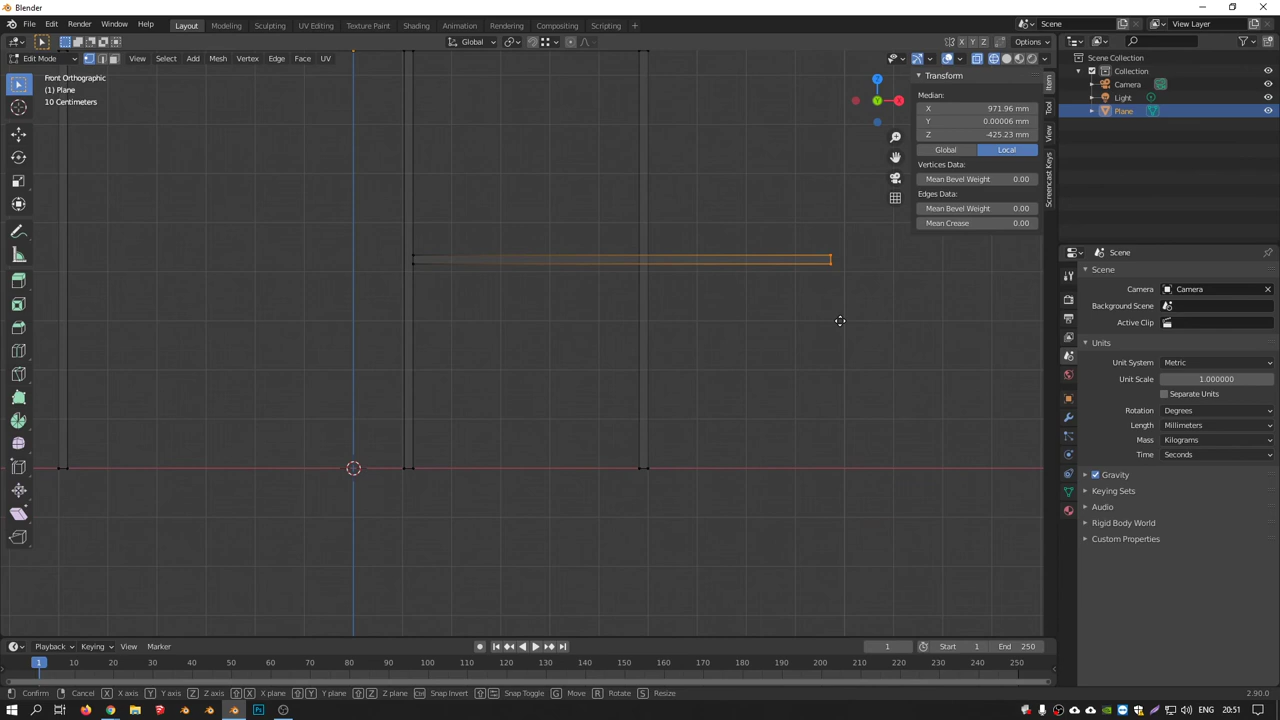 Blender
File Edit Render Window Help
Layout Modeling Sculpting UV Editing Texture Paint Shading Animation Rendering Compositing Scripting +
Scene
View Layer
Global
X Y Z
Options
Edit Mode
View Select Add Mesh Vertex Edge Face UV
Front Orthographic
(1) Plane
10 Centimeters
Transform
Median:
X 971.96 mm
Y 0.00006 mm
Z -425.23 mm
Global Local
Vertices Data:
Mean Bevel Weight 0.00
Edges Data:
Mean Bevel Weight 0.00
Mean Crease 0.00
Item
Tool
View
Screencast Keys
Z
Y
X
Scene Collection
Collection
Camera
Light
Plane
Scene
Scene
Camera Camera
Background Scene
Active Clip
Units
Unit System Metric
Unit Scale 1.000000
Separate Units
Rotation Degrees
Length Millimeters
Mass Kilograms
Time Seconds
Gravity
Keying Sets
Audio
Rigid Body World
Custom Properties
Playback Keying View Marker
1 Start 1 End 250
1 10 20 30 40 50 60 70 80 90 100 110 120 130 140 150 160 170 180 190 200 210 220 230 240 250
Confirm Cancel X X axis Y Y axis Z Z axis X X plane Y Y plane Z Z plane Snap Invert Snap Toggle G Move R Rotate S Resize
2.90.0
ENG 20:51